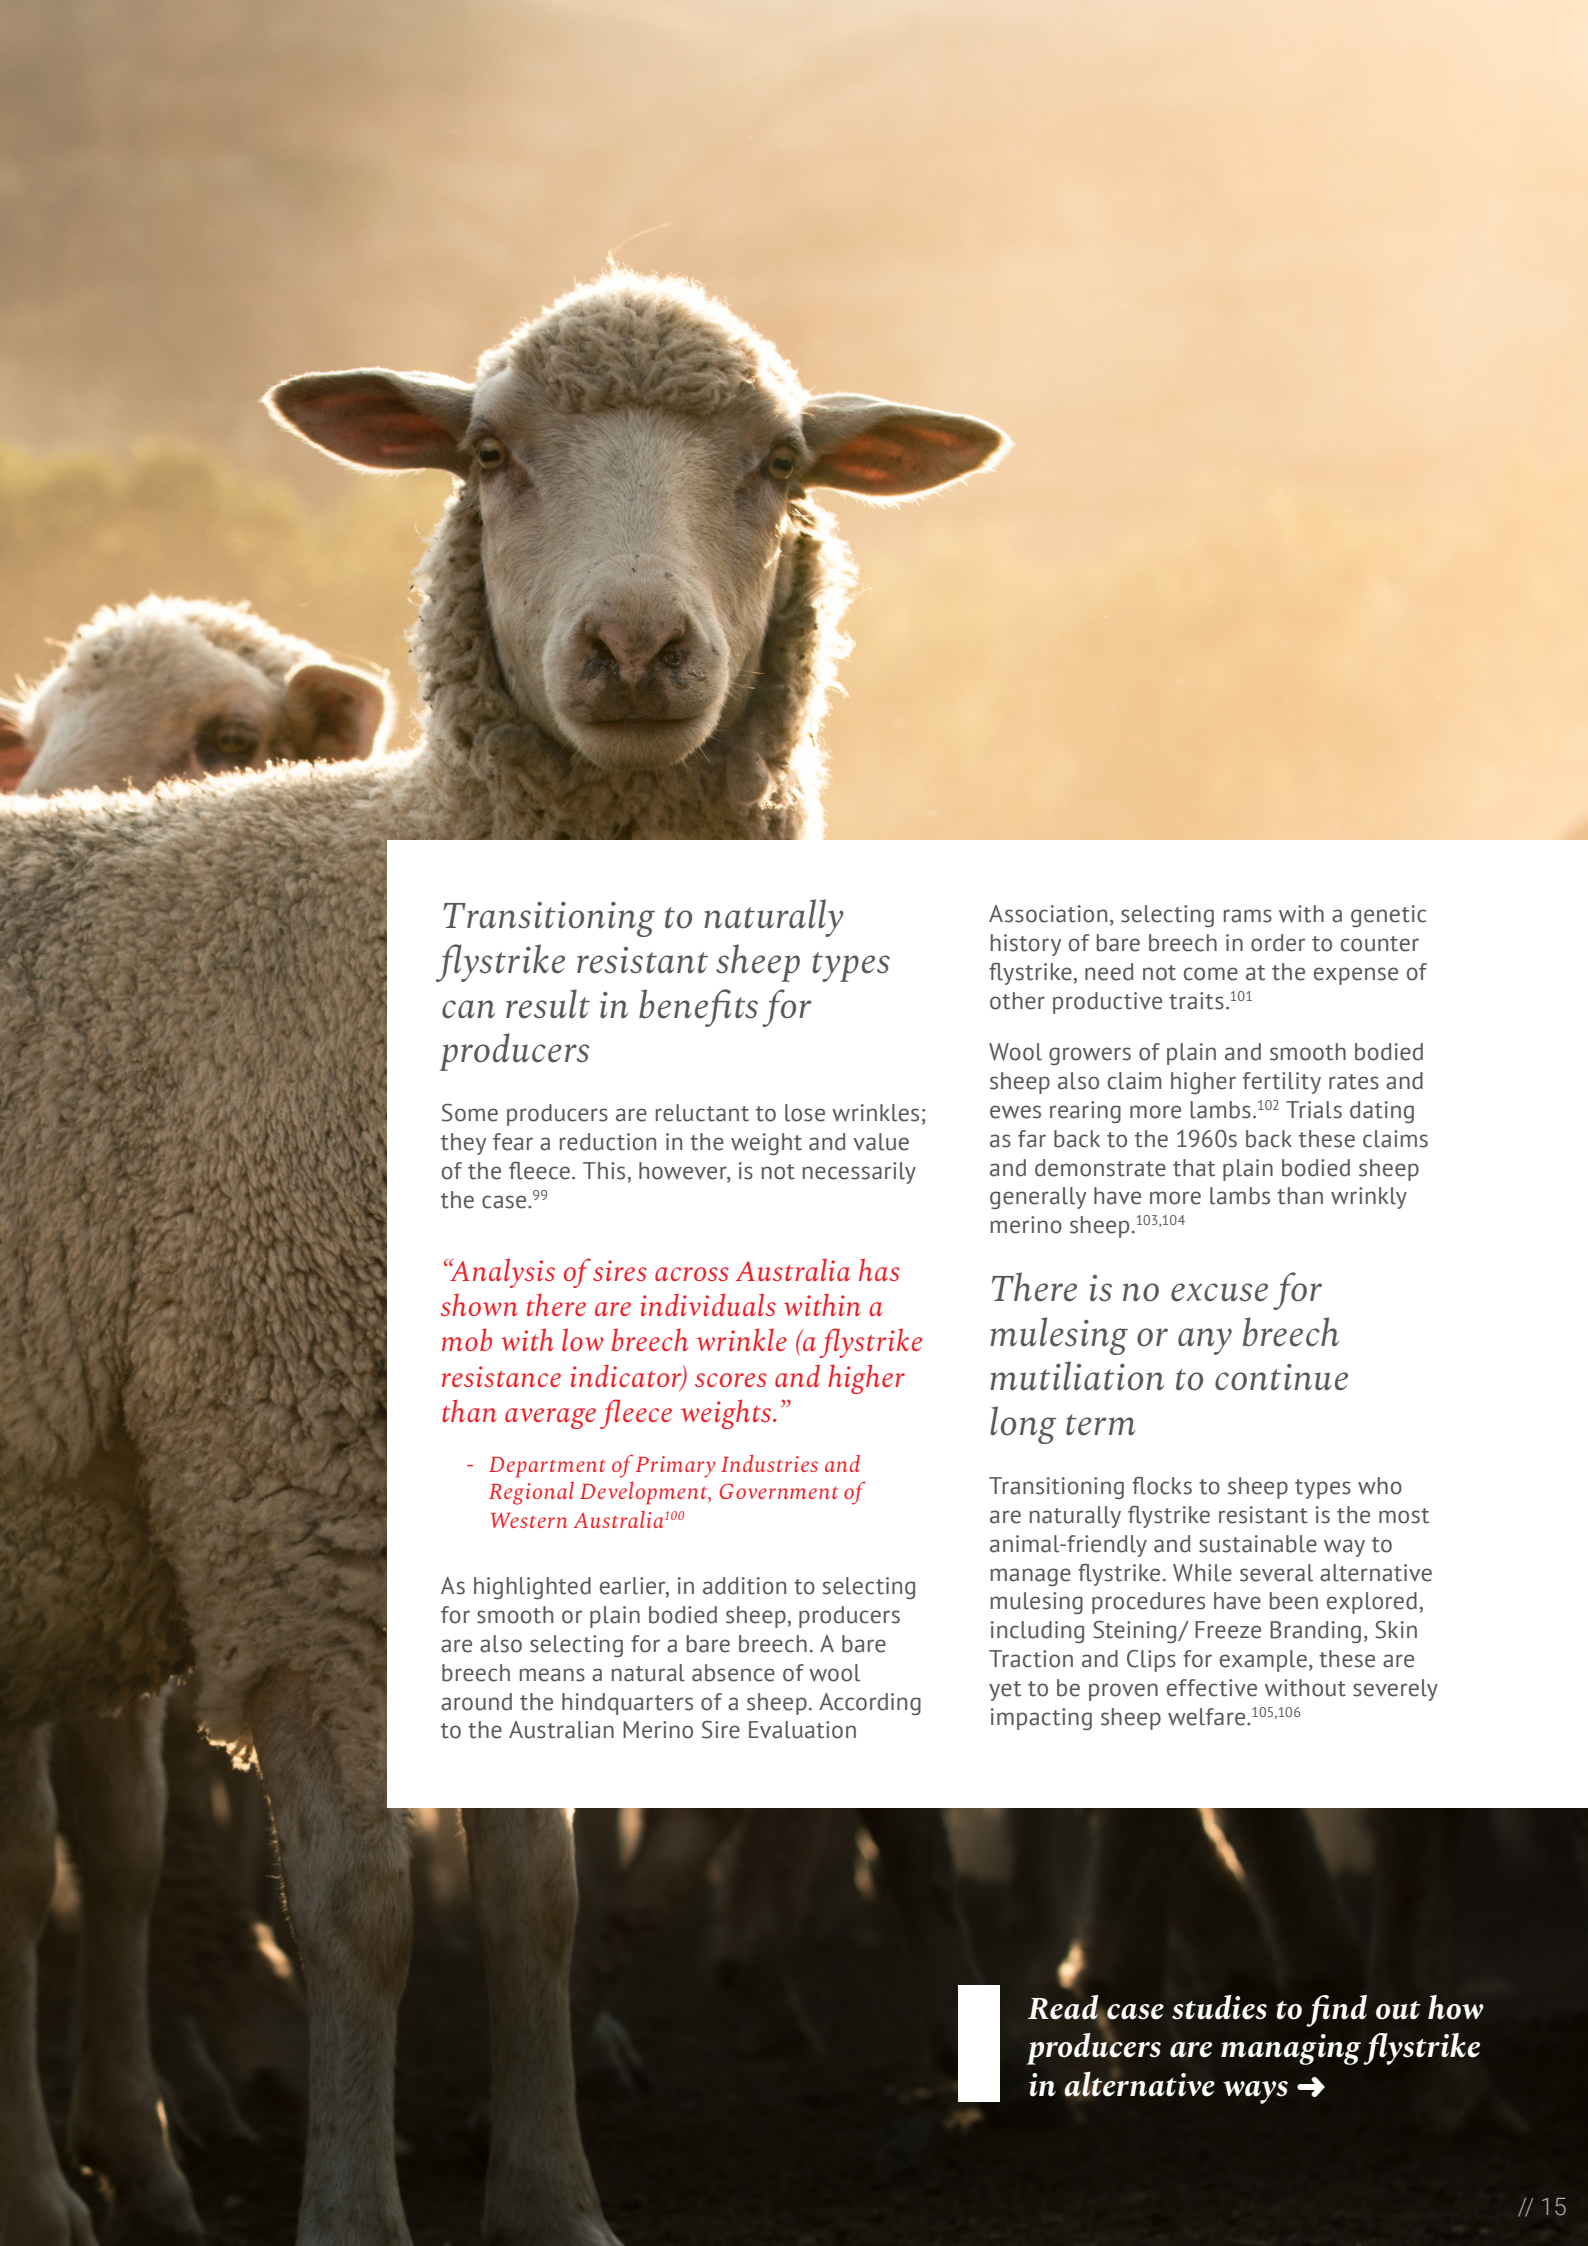 Transitioning to naturally
flystrike resistant sheep types
can result in benefits for
producers
Some producers are reluctant to lose wrinkles;
they fear a reduction in the weight and value
of the fleece. This, however, is not necessarily
the case.99
“Analysis of sires across Australia has
shown there are individuals within a
mob with low breech wrinkle (a flystrike
resistance indicator) scores and higher
than average fleece weights.”
- Department of Primary Industries and
Regional Development, Government of
Western Australia100
As highlighted earlier, in addition to selecting
for smooth or plain bodied sheep, producers
are also selecting for a bare breech. A bare
breech means a natural absence of wool
around the hindquarters of a sheep. According
to the Australian Merino Sire Evaluation
Association, selecting rams with a genetic
history of bare breech in order to counter
flystrike, need not come at the expense of
other productive traits.101
Wool growers of plain and smooth bodied
sheep also claim higher fertility rates and
ewes rearing more lambs.102 Trials dating
as far back to the 1960s back these claims
and demonstrate that plain bodied sheep
generally have more lambs than wrinkly
merino sheep.103,104
There is no excuse for
mulesing or any breech
mutiliation to continue
long term
Transitioning flocks to sheep types who
are naturally flystrike resistant is the most
animal-friendly and sustainable way to
manage flystrike. While several alternative
mulesing procedures have been explored,
including Steining/ Freeze Branding, Skin
Traction and Clips for example, these are
yet to be proven effective without severely
impacting sheep welfare.105,106
Read case studies to find out how
producers are managing flystrike
in alternative ways ➜
// 15